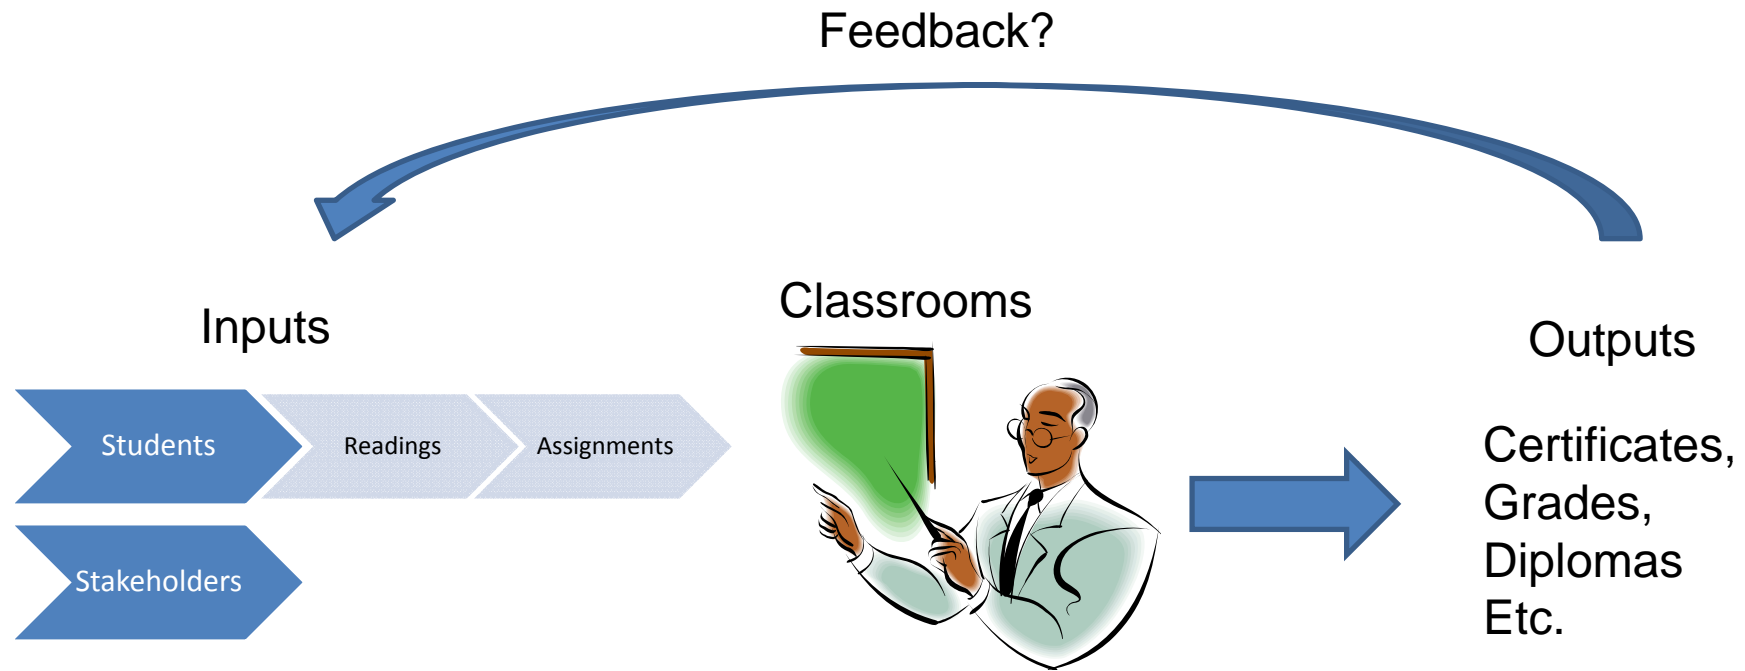 Feedback?
Inputs
Classrooms
Outputs
Students
Readings
Assignments
Stakeholders
Certificates,
Grades,
Diplomas
Etc.